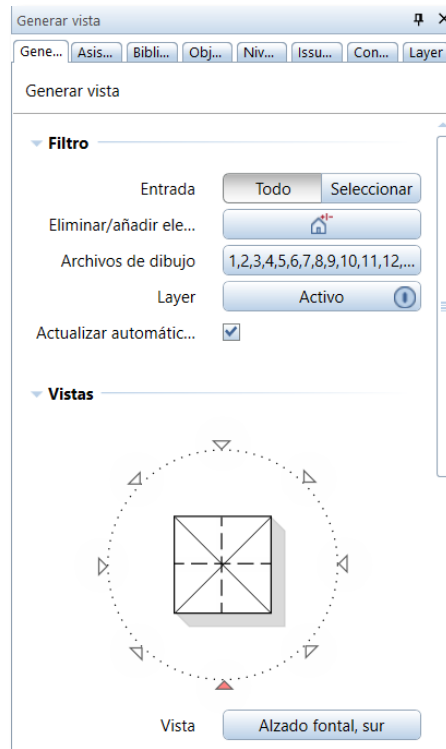 Generar vista
Gene... Asis... Bibli... Obj... Niv... Issu... Con... Layer
Generar vista
Filtro
Entrada Todo Seleccionar
Eliminar/añadir ele...
Archivos de dibujo 1,2,3,4,5,6,7,8,9,10,11,12,...
Layer Activo
Actualizar automátic...
Vistas
Vista Alzado fontal, sur